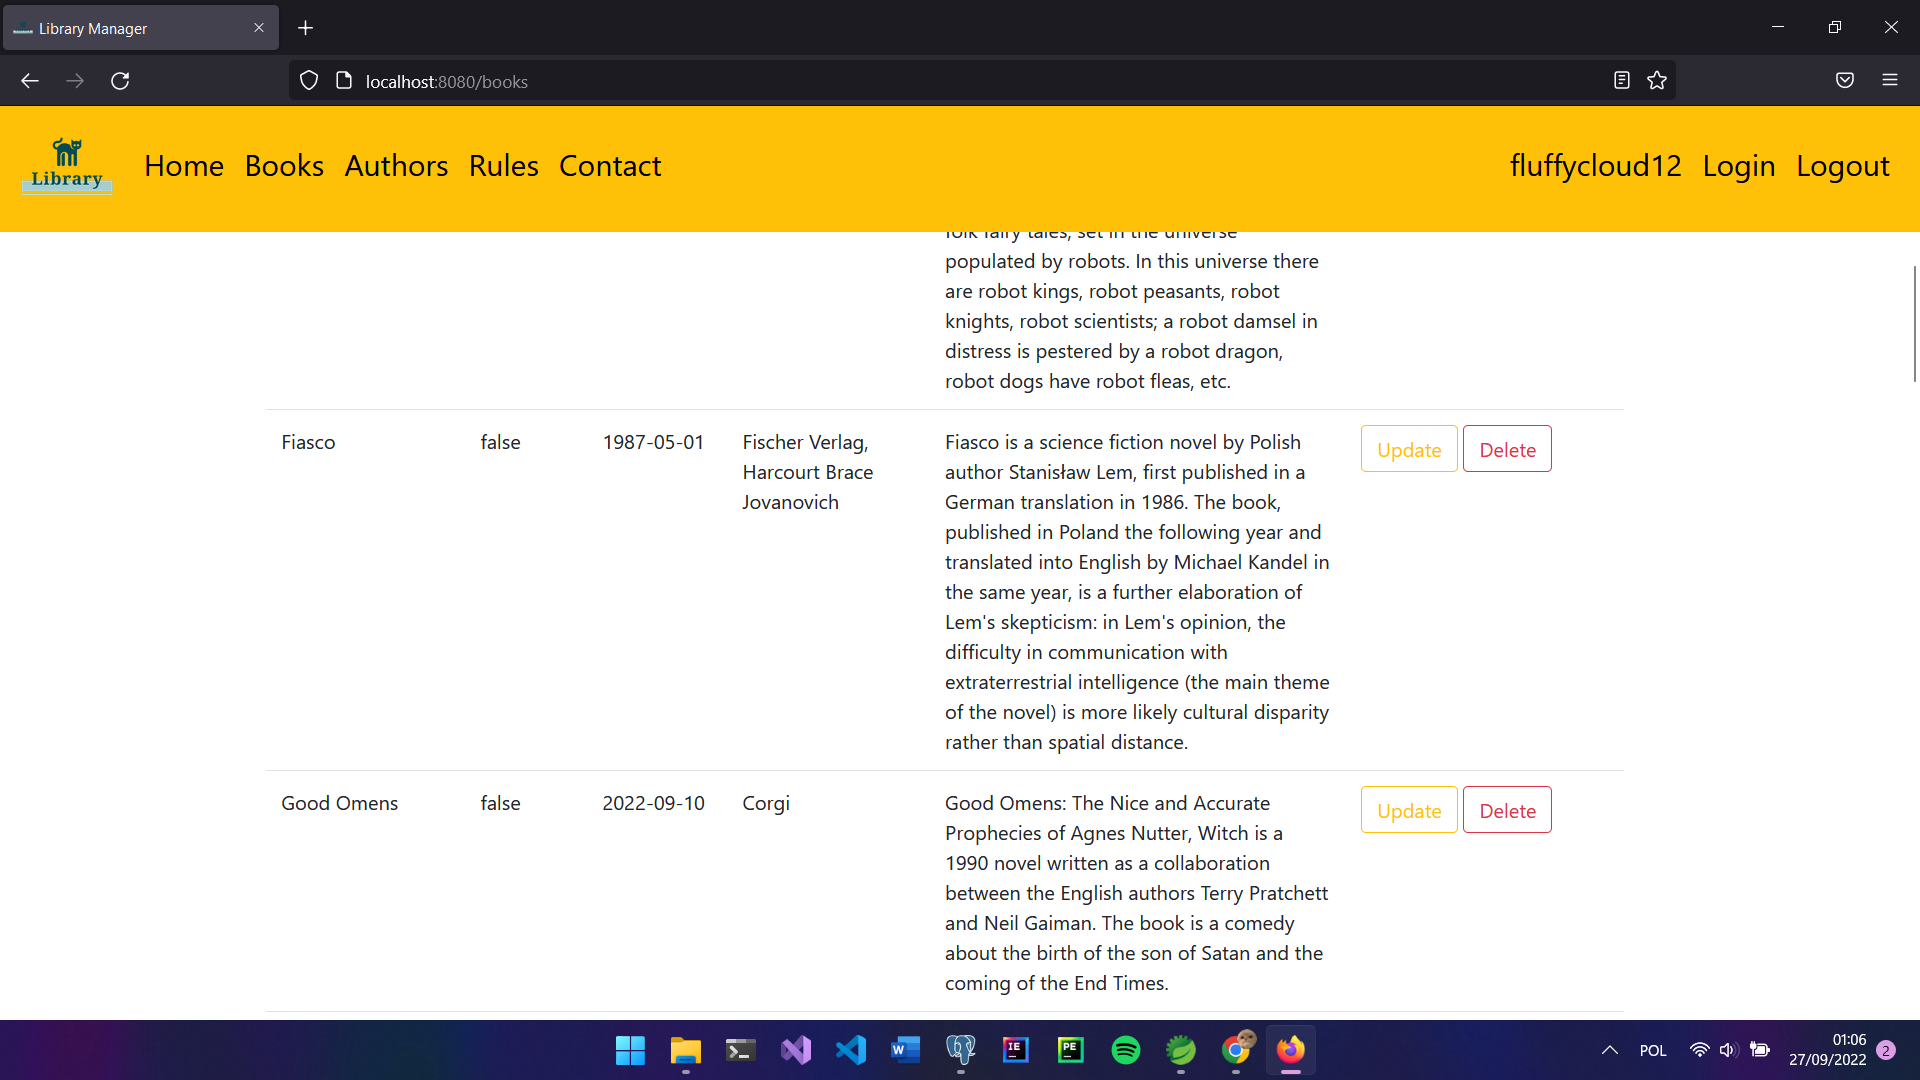 Library Manager
localhost:8080/books
Library
Home Books Authors Rules Contact
fluffycloud12 Login Logout
folk fairy tales, set in the universe
populated by robots. In this universe there
are robot kings, robot peasants, robot
knights, robot scientists; a robot damsel in
distress is pestered by a robot dragon,
robot dogs have robot fleas, etc.
Fiasco
false
1987-05-01
Fischer Verlag,
Harcourt Brace
Jovanovich
Fiasco is a science fiction novel by Polish
author Stanisław Lem, first published in a
German translation in 1986. The book,
published in Poland the following year and
translated into English by Michael Kandel in
the same year, is a further elaboration of
Lem's skepticism: in Lem's opinion, the
difficulty in communication with
extraterrestrial intelligence (the main theme
of the novel) is more likely cultural disparity
rather than spatial distance.
Update
Delete
Good Omens
false
2022-09-10
Corgi
Good Omens: The Nice and Accurate
Prophecies of Agnes Nutter, Witch is a
1990 novel written as a collaboration
between the English authors Terry Pratchett
and Neil Gaiman. The book is a comedy
about the birth of the son of Satan and the
coming of the End Times.
Update
Delete
W
IE
PE
POL
01:06
27/09/2022
2